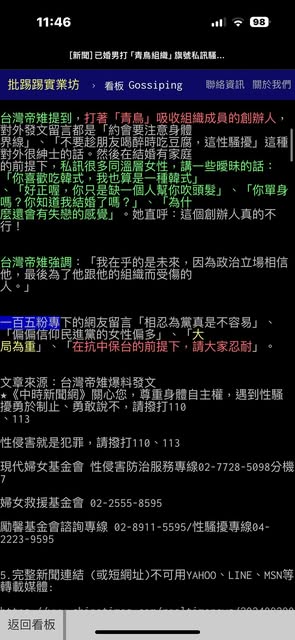 11:46
98
[新聞] 已婚男打「青鳥組織」旗號私訊騷...
批踢踢實業坊 › 看板 Gossiping 聯絡資訊 關於我們
台灣帝雉提到，打著「青鳥」吸收組織成員的創辦人，
對外發文留言都是「約會要注意身體
界線」、「不要趁朋友喝醉時吃豆腐，這性騷擾」這種
對外很紳士的話。然後在結婚有家庭
的前提下，私訊很多同溫層女性，講一些曖昧的話：
「你喜歡吃韓式，我也算是一種韓式」
、「好正喔，你只是缺一個人幫你吹頭髮」、「你單身
嗎？你知道我結婚了嗎？」、「為什
麼還會有失戀的感覺」。她直呼：這個創辦人真的不
行！
台灣帝雉強調：「我在乎的是未來，因為政治立場相信
他，最後為了他跟他的組織而受傷的
人。」
一百五粉專下的網友留言「相忍為黨真是不容易」、
「偏偏信仰民進黨的女性偏多」、「大
局為重」、「在抗中保台的前提下，請大家忍耐」。
文章來源：台灣帝雉爆料發文
★《中時新聞網》關心您，尊重身體自主權，遇到性騷
擾勇於制止、勇敢說不，請撥打110
、113
性侵害就是犯罪，請撥打110、113
現代婦女基金會 性侵害防治服務專線02-7728-5098分機
7
婦女救援基金會 02-2555-8595
勵馨基金會諮詢專線 02-8911-5595/性騷擾專線04-
2223-9595
5.完整新聞連結 (或短網址)不可用YAHOO、LINE、MSN等
轉載媒體:
返回看板